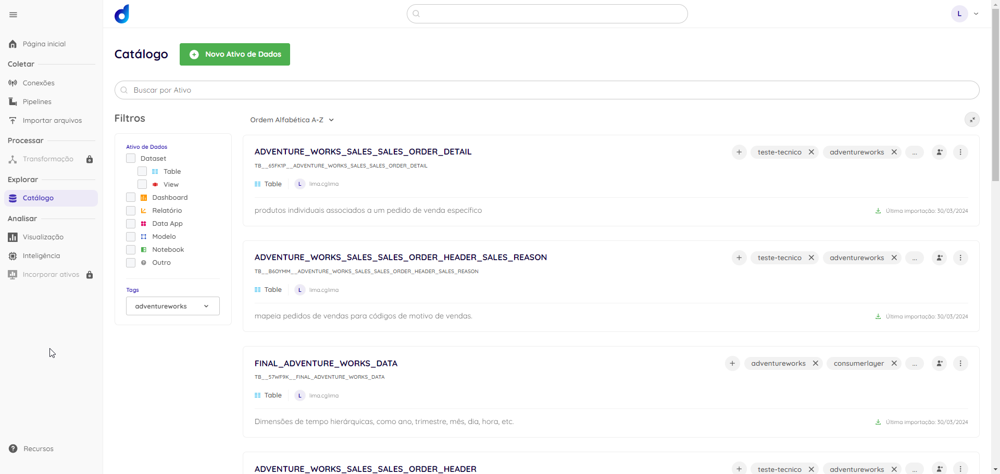 L
Página inicial
Coletar
Conexões
Pipelines
Importar arquivos
Processar
Transformação
Explorar
Catálogo
Analisar
Visualização
Inteligência
Incorporar ativos
Recursos
Catálogo
Novo Ativo de Dados
Buscar por Ativo
Filtros
Ativo de Dados
Dataset
Table
View
Dashboard
Relatório
Data App
Modelo
Notebook
Outro
Tags
adventureworks
Ordem Alfabética A-Z
ADVENTURE_WORKS_SALES_SALES_ORDER_DETAIL
+ teste-tecnico adventureworks ...
TB__65FK1P__ADVENTURE_WORKS_SALES_SALES_ORDER_DETAIL
Table L lima.cglima
produtos individuais associados a um pedido de venda específico
Última importação: 30/03/2024
ADVENTURE_WORKS_SALES_SALES_ORDER_HEADER_SALES_REASON
+ teste-tecnico adventureworks ...
TB__B6OYMM__ADVENTURE_WORKS_SALES_SALES_ORDER_HEADER_SALES_REASON
Table L lima.cglima
mapeia pedidos de vendas para códigos de motivo de vendas.
Última importação: 30/03/2024
FINAL_ADVENTURE_WORKS_DATA
+ adventureworks consumerlayer ...
TB__57WF9K__FINAL_ADVENTURE_WORKS_DATA
Table L lima.cglima
Dimensões de tempo hierárquicas, como ano, trimestre, mês, dia, hora, etc.
Última importação: 30/03/2024
ADVENTURE_WORKS_SALES_SALES_ORDER_HEADER
+ teste-tecnico adventureworks ...